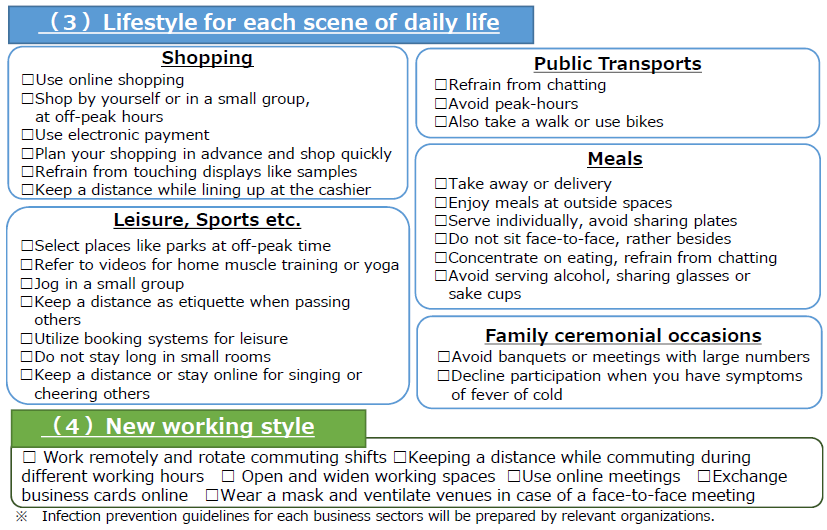 （3）Lifestyle for each scene of daily life
Shopping
☐Use online shopping
☐Shop by yourself or in a small group,
at off-peak hours
☐Use electronic payment
☐Plan your shopping in advance and shop quickly
☐Refrain from touching displays like samples
☐Keep a distance while lining up at the cashier
Leisure, Sports etc.
☐Select places like parks at off-peak time
☐Refer to videos for home muscle training or yoga
☐Jog in a small group
☐Keep a distance as etiquette when passing
others
☐Utilize booking systems for leisure
☐Do not stay long in small rooms
☐Keep a distance or stay online for singing or
cheering others
Public Transports
☐Refrain from chatting
☐Avoid peak-hours
☐Also take a walk or use bikes
Meals
☐Take away or delivery
☐Enjoy meals at outside spaces
☐Serve individually, avoid sharing plates
☐Do not sit face-to-face, rather besides
☐Concentrate on eating, refrain from chatting
☐Avoid serving alcohol, sharing glasses or
sake cups
Family ceremonial occasions
☐Avoid banquets or meetings with large numbers
☐Decline participation when you have symptoms
of fever of cold
（4）New working style
☐ Work remotely and rotate commuting shifts ☐Keeping a distance while commuting during
different working hours ☐ Open and widen working spaces ☐Use online meetings ☐Exchange
business cards online ☐Wear a mask and ventilate venues in case of a face-to-face meeting
※ Infection prevention guidelines for each business sectors will be prepared by relevant organizations.